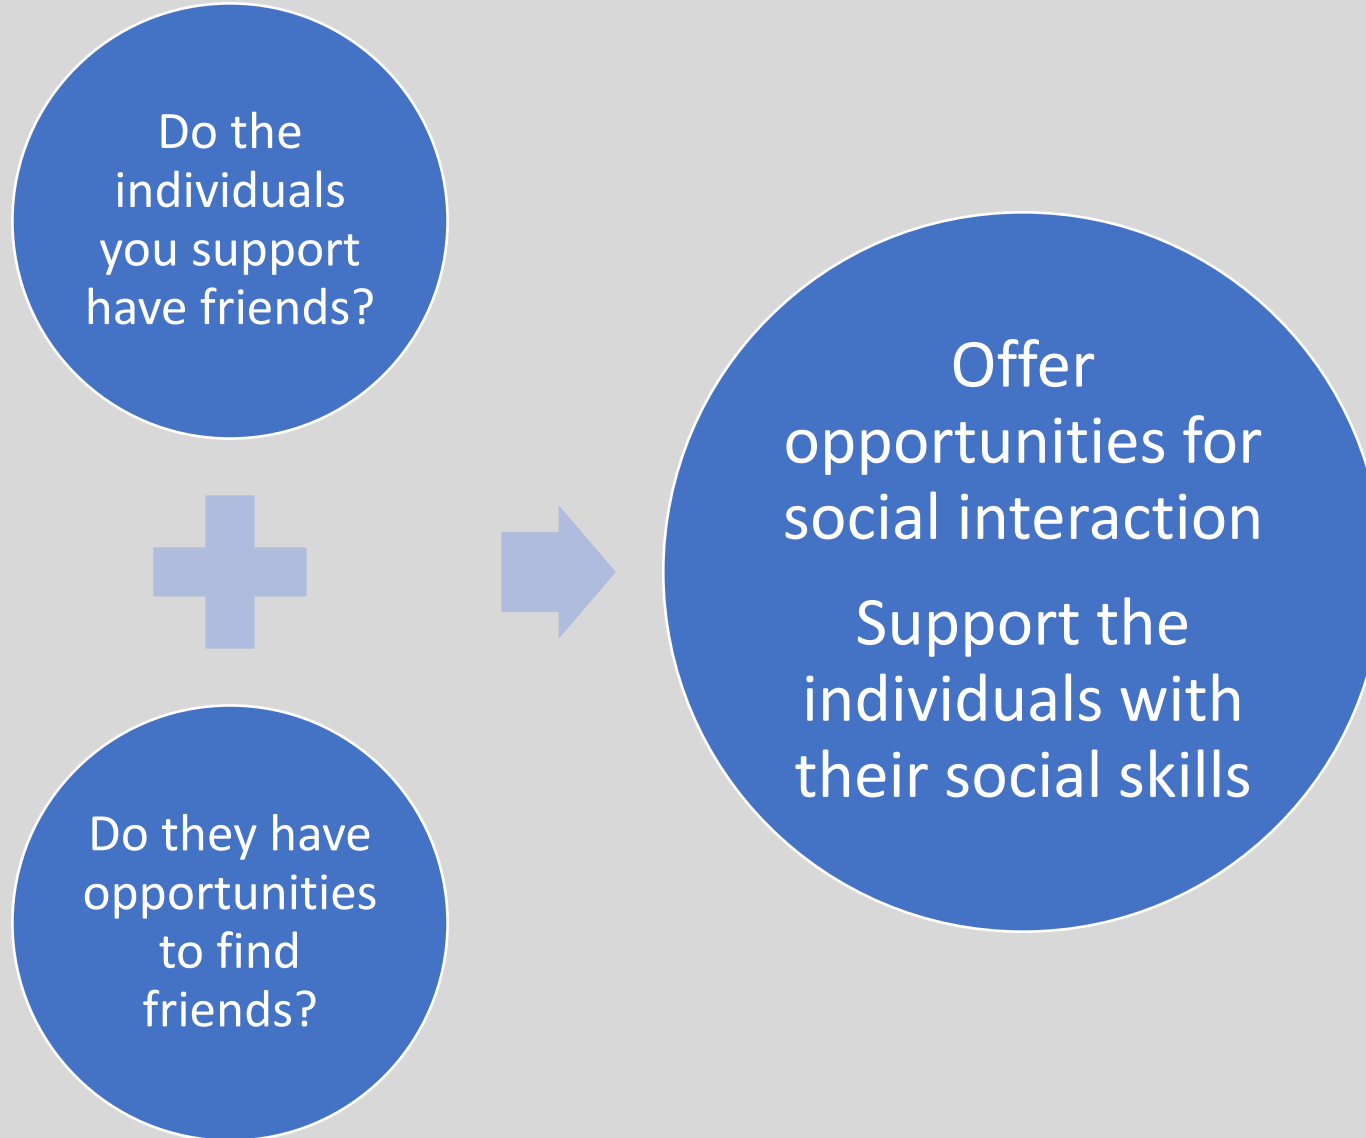 Do the
individuals
you support
have friends?
Do they have
opportunities
to find
friends?
Offer
opportunities for
social interaction
Support the
individuals with
their social skills